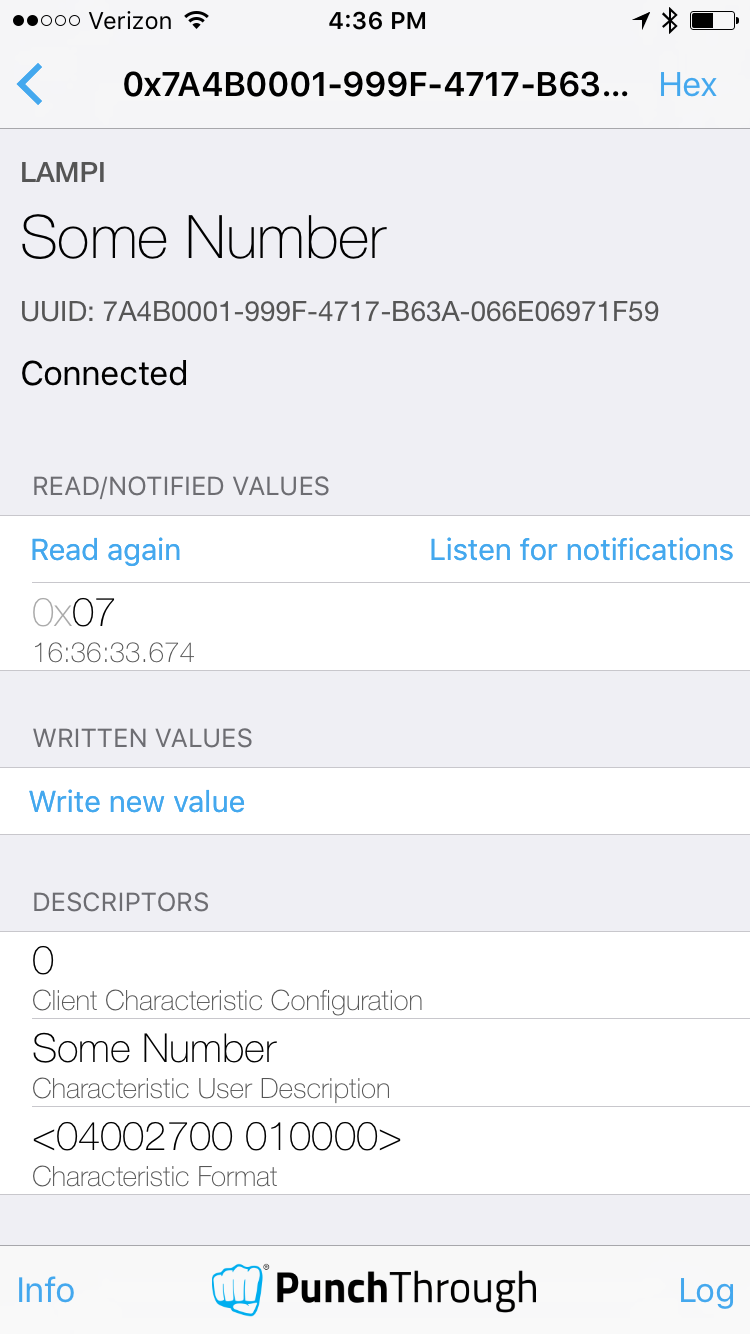 Verizon 4:36 PM
0x7A4B0001-999F-4717-B63... Hex
LAMPI
Some Number
UUID: 7A4B0001-999F-4717-B63A-066E06971F59
Connected
READ/NOTIFIED VALUES
Read again Listen for notifications
0x07
16:36:33.674
WRITTEN VALUES
Write new value
DESCRIPTORS
0
Client Characteristic Configuration
Some Number
Characteristic User Description
<04002700 010000>
Characteristic Format
Info ® PunchThrough Log